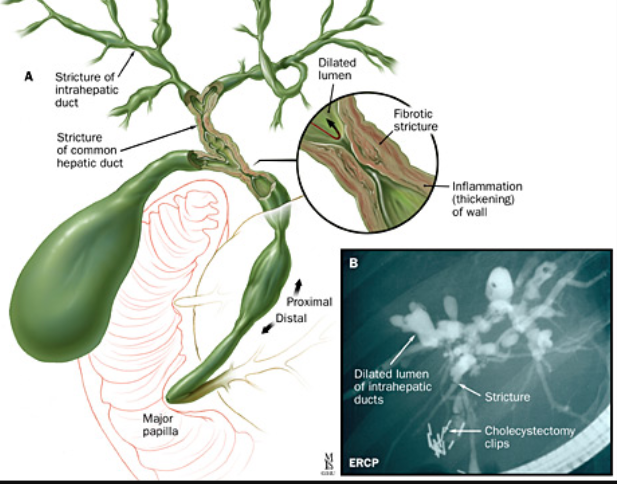 A
Stricture of
intrahepatic
duct
Stricture
of common
hepatic duct
Dilated
lumen
Fibrotic
stricture
Inflammation
(thickening)
of wall
Proximal
Distal
Major
papilla
B
Dilated lumen
of intrahepatic
ducts
Stricture
Cholecystectomy
clips
ERCP